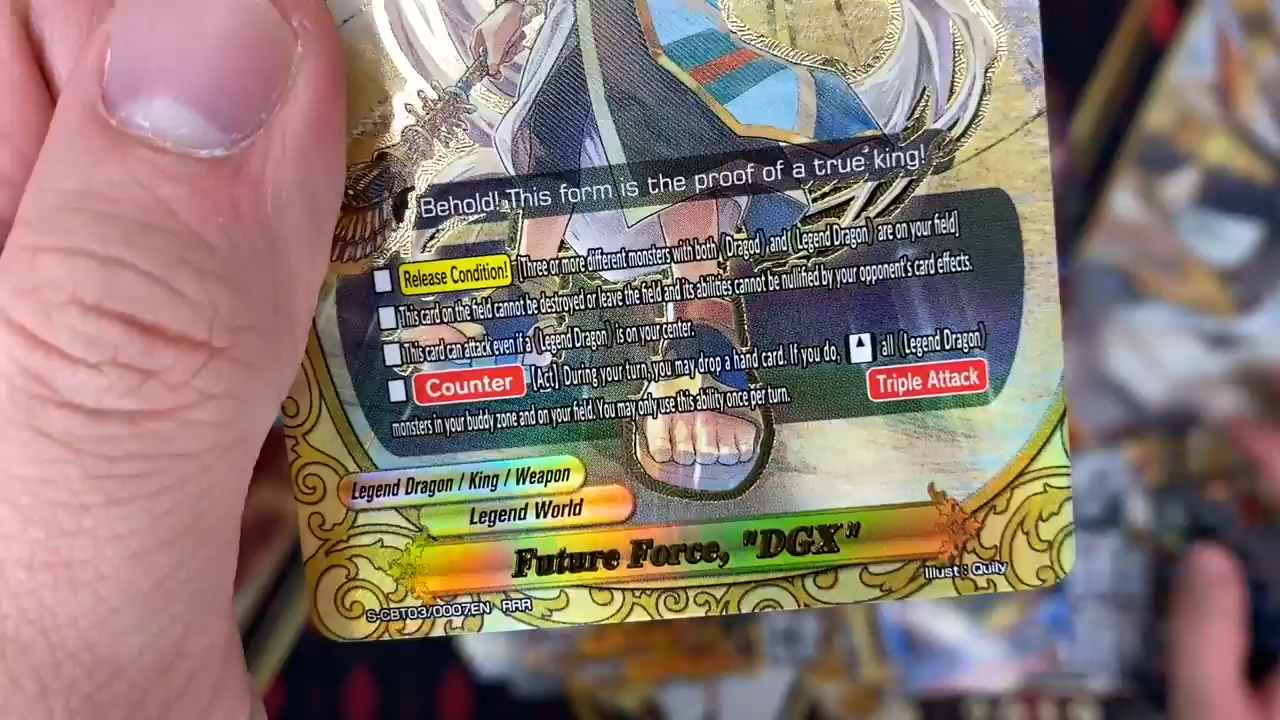 Behold! This form is the proof of a true king!
Release Condition! [Three or more different monsters with both 《Dragod》 and 《Legend Dragon》 are on your field]
This card on the field cannot be destroyed or leave the field and its abilities cannot be nullified by your opponent's card effects.
This card can attack even if a 《Legend Dragon》 is on your center.
Counter [Act] During your turn, you may drop a hand card. If you do, ▲ all 《Legend Dragon》
monsters in your buddy zone and on your field. You may only use this ability once per turn.
Triple Attack
Legend Dragon / King / Weapon
Legend World
Future Force, "DGX"
Illust : Quily
S-CBT03/0007EN RRR